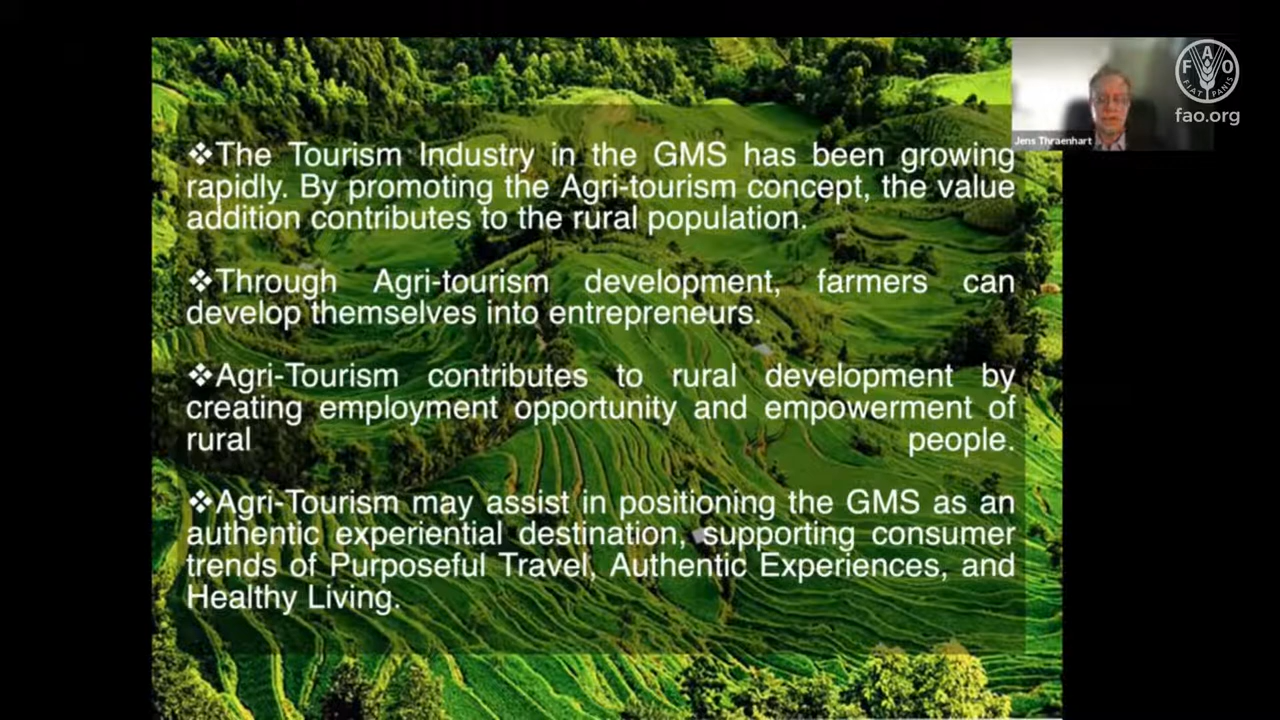 ❖The Tourism Industry in the GMS has been growing
rapidly. By promoting the Agri-tourism concept, the value
addition contributes to the rural population.
❖Through Agri-tourism development, farmers can
develop themselves into entrepreneurs.
❖Agri-Tourism contributes to rural development by
creating employment opportunity and empowerment of
rural people.
❖Agri-Tourism may assist in positioning the GMS as an
authentic experiential destination, supporting consumer
trends of Purposeful Travel, Authentic Experiences, and
Healthy Living.
Jens Thraenhart
F A O
FIAT PANIS
fao.org